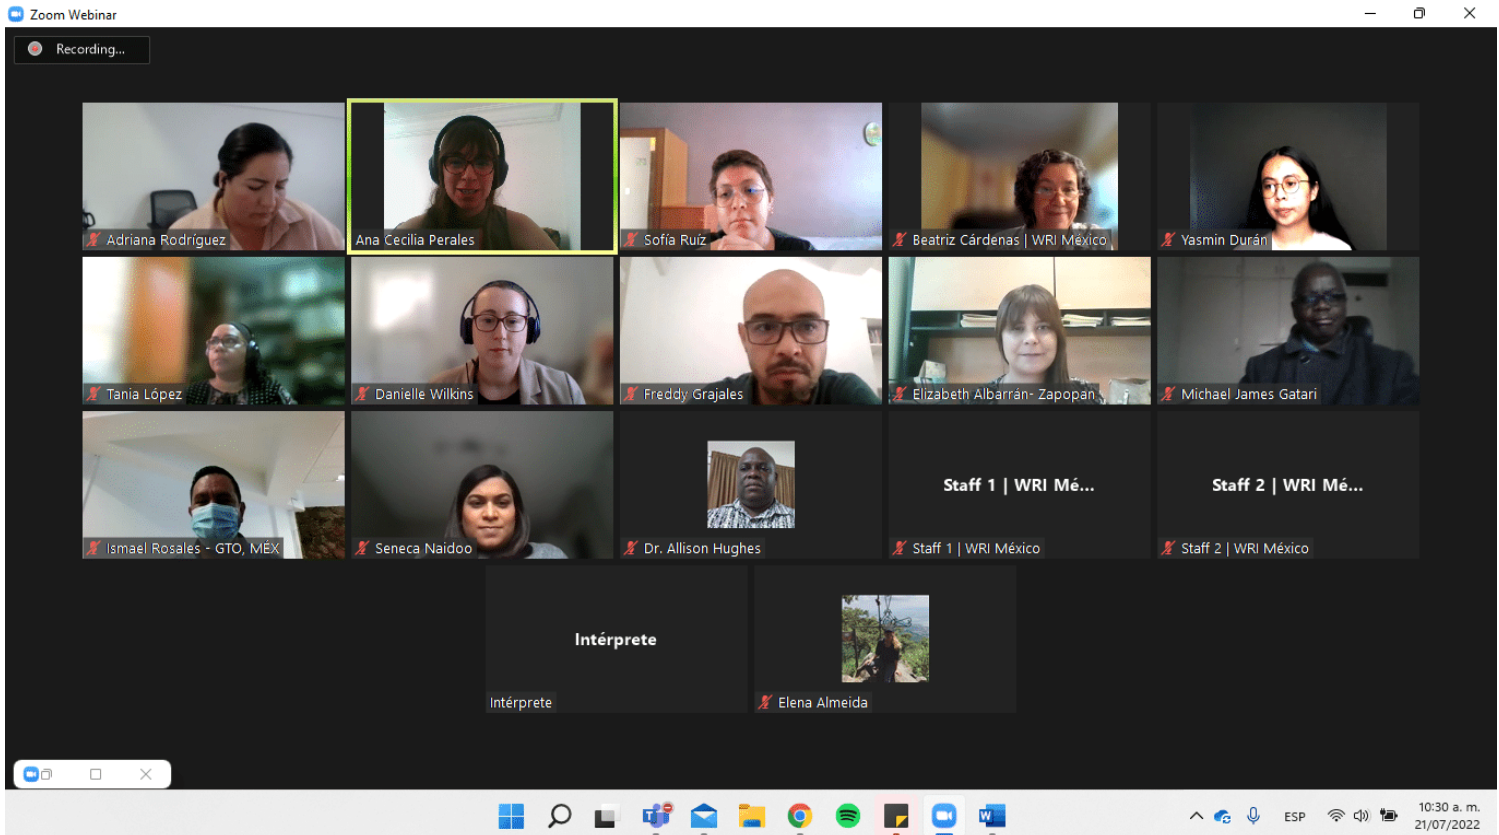 Zoom Webinar
Recording...
Adriana Rodríguez
Ana Cecilia Perales
Sofía Ruíz
Beatriz Cárdenas | WRI México
Yasmin Durán
Tania López
Danielle Wilkins
Freddy Grajales
Elizabeth Albarrán- Zapopan
Michael James Gatari
Ismael Rosales - GTO, MÉX
Seneca Naidoo
Dr. Allison Hughes
Staff 1 | WRI Mé...
Staff 1 | WRI México
Staff 2 | WRI Mé...
Staff 2 | WRI México
Intérprete
Intérprete
Elena Almeida
ESP
10:30 a. m.
21/07/2022